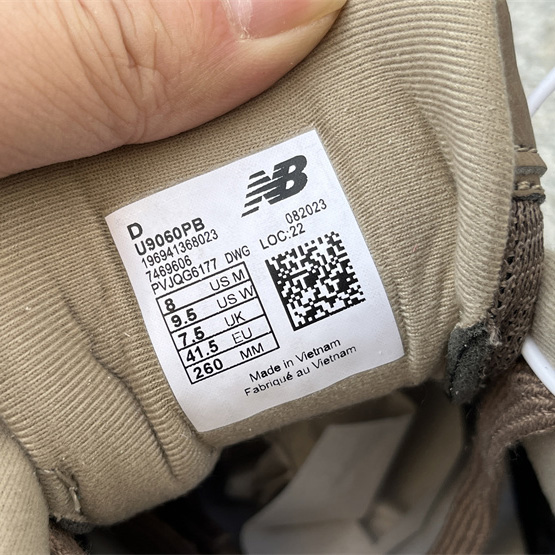 NB
D
U9060PB
196941368023
7469606
PVJQG6177 DWG
082023
LOC:22
8 US M
9.5 US W
7.5 UK
41.5 EU
260 MM
Made in Vietnam
Fabriqué au Vietnam